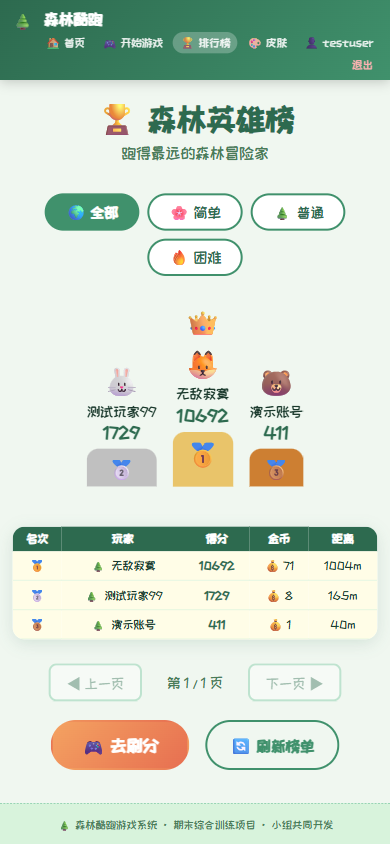 森林酷跑
首页 开始游戏 排行榜 皮肤 testuser
退出
森林英雄榜
跑得最远的森林冒险家
全部 简单 普通
困难
无敌寂寞
10692
测试玩家99
1729
演示账号
411
2
1
3
名次 玩家 得分 金币 距离
1 无敌寂寞 10692 71 1004m
2 测试玩家99 1729 8 165m
3 演示账号 411 1 40m
◀ 上一页 第 1 / 1 页 下一页 ▶
去刷分 刷新榜单
森林酷跑游戏系统 · 期末综合训练项目 · 小组共同开发